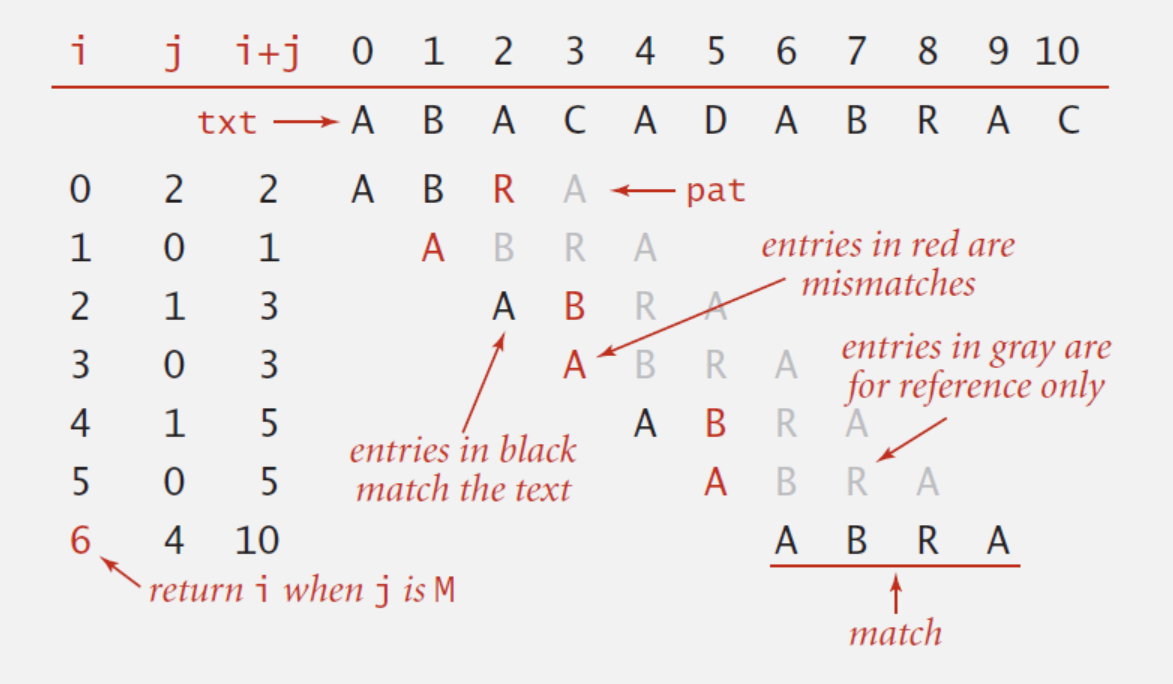 i j i+j 0 1 2 3 4 5 6 7 8 9 10
txt A B A C A D A B R A C
0 2 2 A B R A pat
1 0 1 A B R A
entries in red are
mismatches
2 1 3 A B R A
3 0 3 A B R A
entries in gray are
for reference only
4 1 5 A B R A
entries in black
match the text
5 0 5 A B R A
6 4 10 A B R A
return i when j is M
match